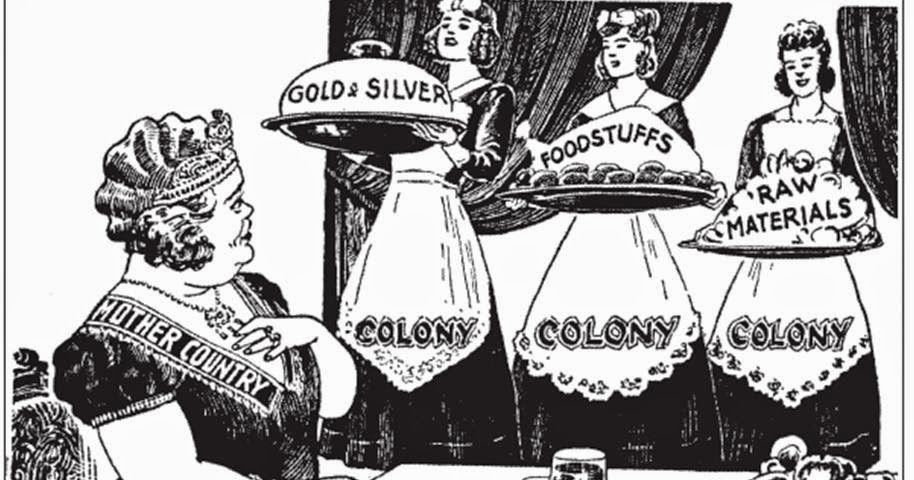 GOLD & SILVER
FOODSTUFFS
RAW
MATERIALS
MOTHER COUNTRY
COLONY
COLONY
COLONY